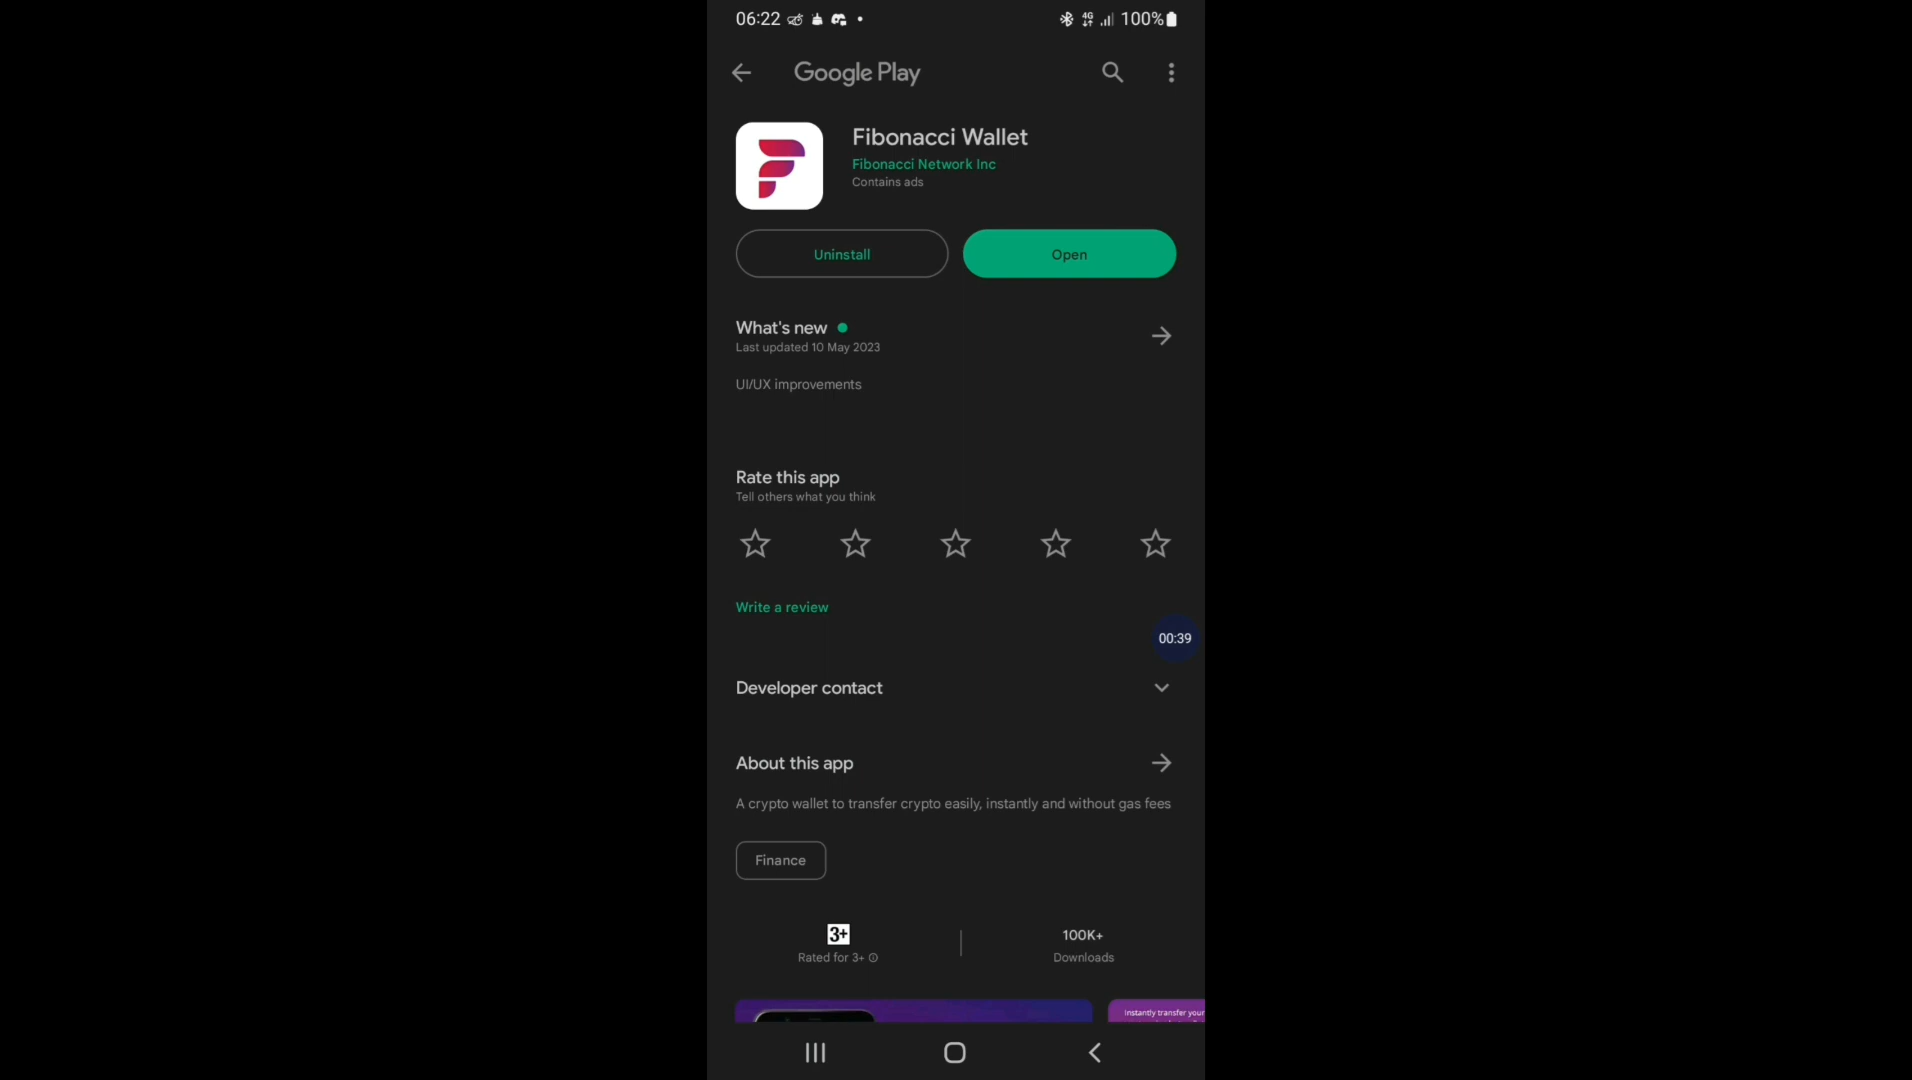 06:22
100%
Google Play
Fibonacci Wallet
Fibonacci Network Inc
Contains ads
Uninstall
Open
What's new
Last updated 10 May 2023
UI/UX improvements
Rate this app
Tell others what you think
Write a review
00:39
Developer contact
About this app
A crypto wallet to transfer crypto easily, instantly and without gas fees
Finance
3+
100K+
Rated for 3+
Downloads
Instantly transfer your